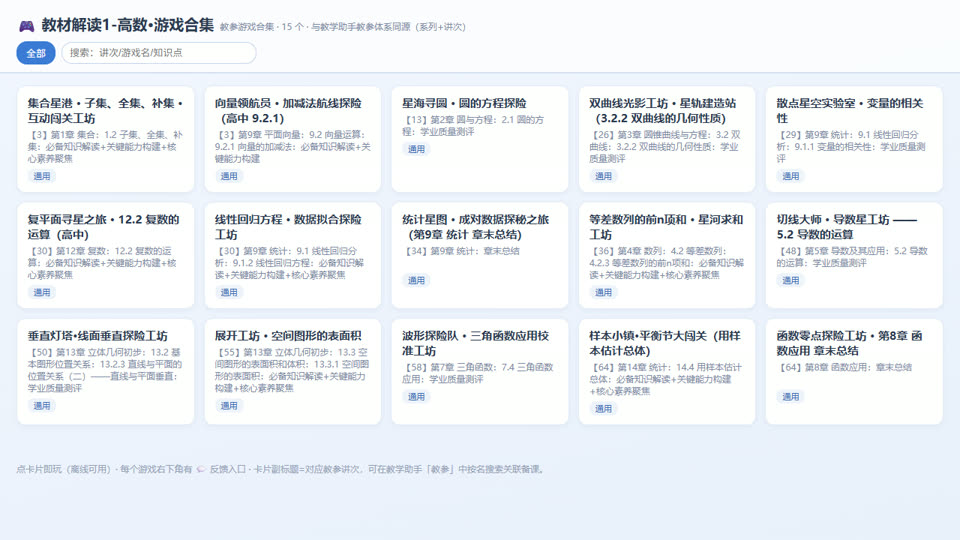 教材解读1-高数•游戏合集 教参游戏合集 · 15 个 · 与教学助手教参体系同源（系列+讲次）
全部 搜索：讲次/游戏名/知识点
集合星港 • 子集、全集、补集 •
互动闯关工坊
【3】第1章 集合：1.2 子集、全集、补
集：必备知识解读+关键能力构建+核
心素养聚焦
通用
向量领航员 • 加减法航线探险
（高中 9.2.1）
【3】第9章 平面向量：9.2 向量运算：
9.2.1 向量的加减法：必备知识解读+关
键能力构建
通用
星海寻圆 • 圆的方程探险
【13】第2章 圆与方程：2.1 圆的方
程：学业质量测评
通用
双曲线光影工坊 • 星轨建造站
（3.2.2 双曲线的几何性质）
【26】第3章 圆锥曲线与方程：3.2 双
曲线：3.2.2 双曲线的几何性质：学业
质量测评
通用
散点星空实验室 • 变量的相关
性
【29】第9章 统计：9.1 线性回归分
析：9.1.1 变量的相关性：学业质量测
评
通用
复平面寻星之旅 • 12.2 复数的
运算（高中）
【30】第12章 复数：12.2 复数的运
算：必备知识解读+关键能力构建+核
心素养聚焦
通用
线性回归方程 • 数据拟合探险
工坊
【30】第9章 统计：9.1 线性回归分
析：9.1.2 线性回归方程：必备知识解
读+关键能力构建+核心素养聚焦
通用
统计星图 • 成对数据探秘之旅
（第9章 统计 章末总结）
【34】第9章 统计：章末总结
通用
等差数列的前n项和 • 星河求和
工坊
【36】第4章 数列：4.2 等差数列：
4.2.3 等差数列的前n项和：必备知识解
读+关键能力构建+核心素养聚焦
通用
切线大师 • 导数星工坊 ——
5.2 导数的运算
【48】第5章 导数及其应用：5.2 导数
的运算：学业质量测评
通用
垂直灯塔•线面垂直探险工坊
【50】第13章 立体几何初步：13.2 基
本图形位置关系：13.2.3 直线与平面的
位置关系（二）——直线与平面垂直：
学业质量测评
通用
展开工坊 • 空间图形的表面积
【55】第13章 立体几何初步：13.3 空
间图形的表面积和体积：13.3.1 空间图
形的表面积：必备知识解读+关键能力
构建+核心素养聚焦
通用
波形探险队 • 三角函数应用校
准工坊
【58】第7章 三角函数：7.4 三角函数
应用：学业质量测评
通用
样本小镇•平衡节大闯关（用样
本估计总体）
【64】第14章 统计：14.4 用样本估计
总体：必备知识解读+关键能力构建
+核心素养聚焦
通用
函数零点探险工坊 • 第8章 函
数应用 章末总结
【64】第8章 函数应用：章末总结
通用
点卡片即玩（离线可用）· 每个游戏右下角有 反馈入口 · 卡片副标题=对应教参讲次，可在教学助手「教参」中按名搜索关联备课。